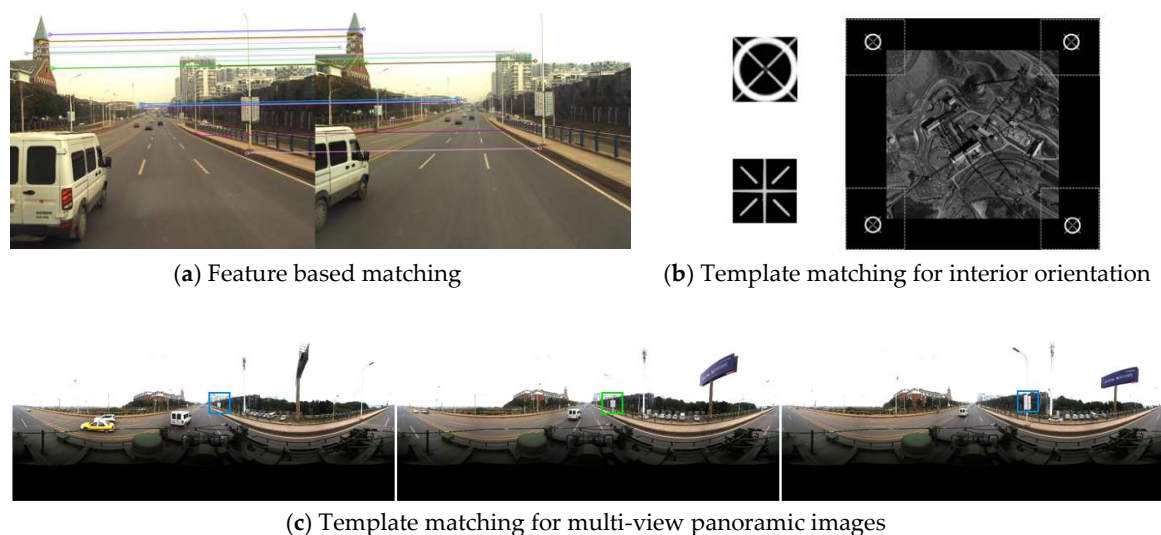 (a) Feature based matching
(b) Template matching for interior orientation
(c) Template matching for multi-view panoramic images